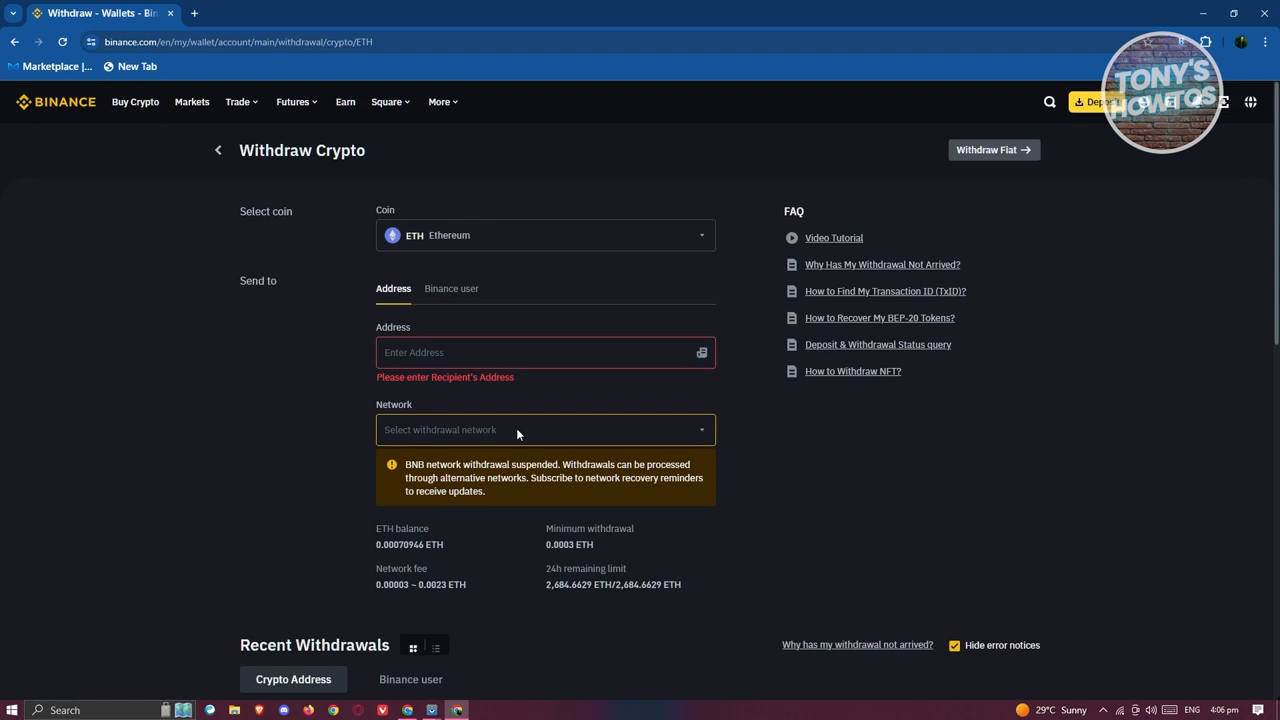 Withdraw - Wallets - Bin
binance.com/en/my/wallet/account/main/withdrawal/crypto/ETH
Marketplace |...
New Tab
TONY'S
HOWTOS
BINANCE
Buy Crypto
Markets
Trade
Futures
Earn
Square
More
Withdraw Crypto
Withdraw Fiat
Select coin
Coin
ETH Ethereum
Send to
Address
Binance user
Address
Enter Address
Please enter Recipient's Address
Network
Select withdrawal network
BNB network withdrawal suspended. Withdrawals can be processed
through alternative networks. Subscribe to network recovery reminders
to receive updates.
ETH balance
0.00070946 ETH
Minimum withdrawal
0.0003 ETH
Network fee
0.00003 ~ 0.0023 ETH
24h remaining limit
2,684.6629 ETH/2,684.6629 ETH
FAQ
Video Tutorial
Why Has My Withdrawal Not Arrived?
How to Find My Transaction ID (TxID)?
How to Recover My BEP-20 Tokens?
Deposit & Withdrawal Status query
How to Withdraw NFT?
Recent Withdrawals
Why has my withdrawal not arrived?
Hide error notices
Crypto Address
Binance user
Search
29°C Sunny
ENG
4:06 pm